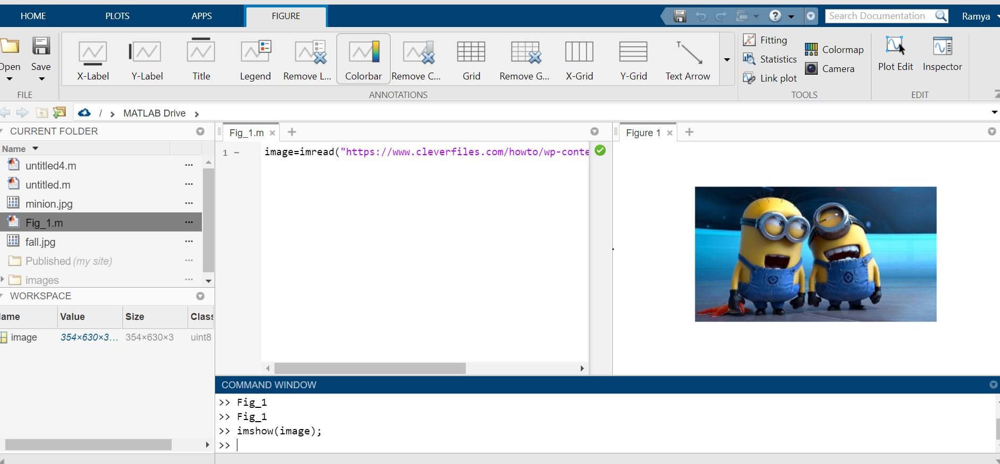 HOME PLOTS APPS FIGURE Search Documentation Ramya
X-Label Y-Label Title Legend Remove L... Colorbar Remove C... Grid Remove G... X-Grid Y-Grid Text Arrow
Save
FILE
ANNOTATIONS
Fitting
Statistics
Link plot
Colormap
Camera
TOOLS
Plot Edit Inspector
EDIT
/ > MATLAB Drive >
CURRENT FOLDER
Name
untitled4.m ...
untitled.m ...
minion.jpg ...
Fig_1.m ...
fall.jpg ...
Published (my site) ...
images ...
WORKSPACE
Value Size
image 354×630×3... 354×630×3 uint8
Fig_1.m × +
1 – image=imread("https://www.cleverfiles.com/howto/wp-conte
Figure 1 × +
COMMAND WINDOW
>> Fig_1
>> Fig_1
>> imshow(image);
>>